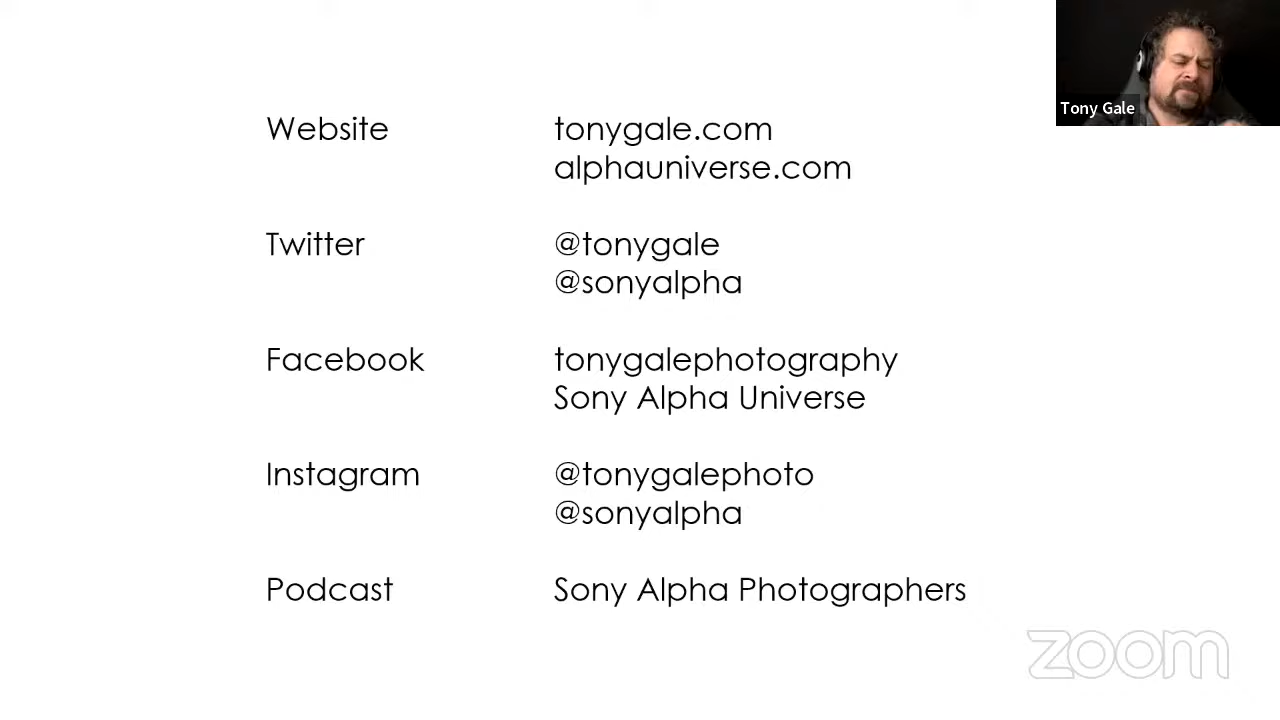 Tony Gale
Website tonygale.com
alphauniverse.com
Twitter @tonygale
@sonyalpha
Facebook tonygalephotography
Sony Alpha Universe
Instagram @tonygalephoto
@sonyalpha
Podcast Sony Alpha Photographers
zoom